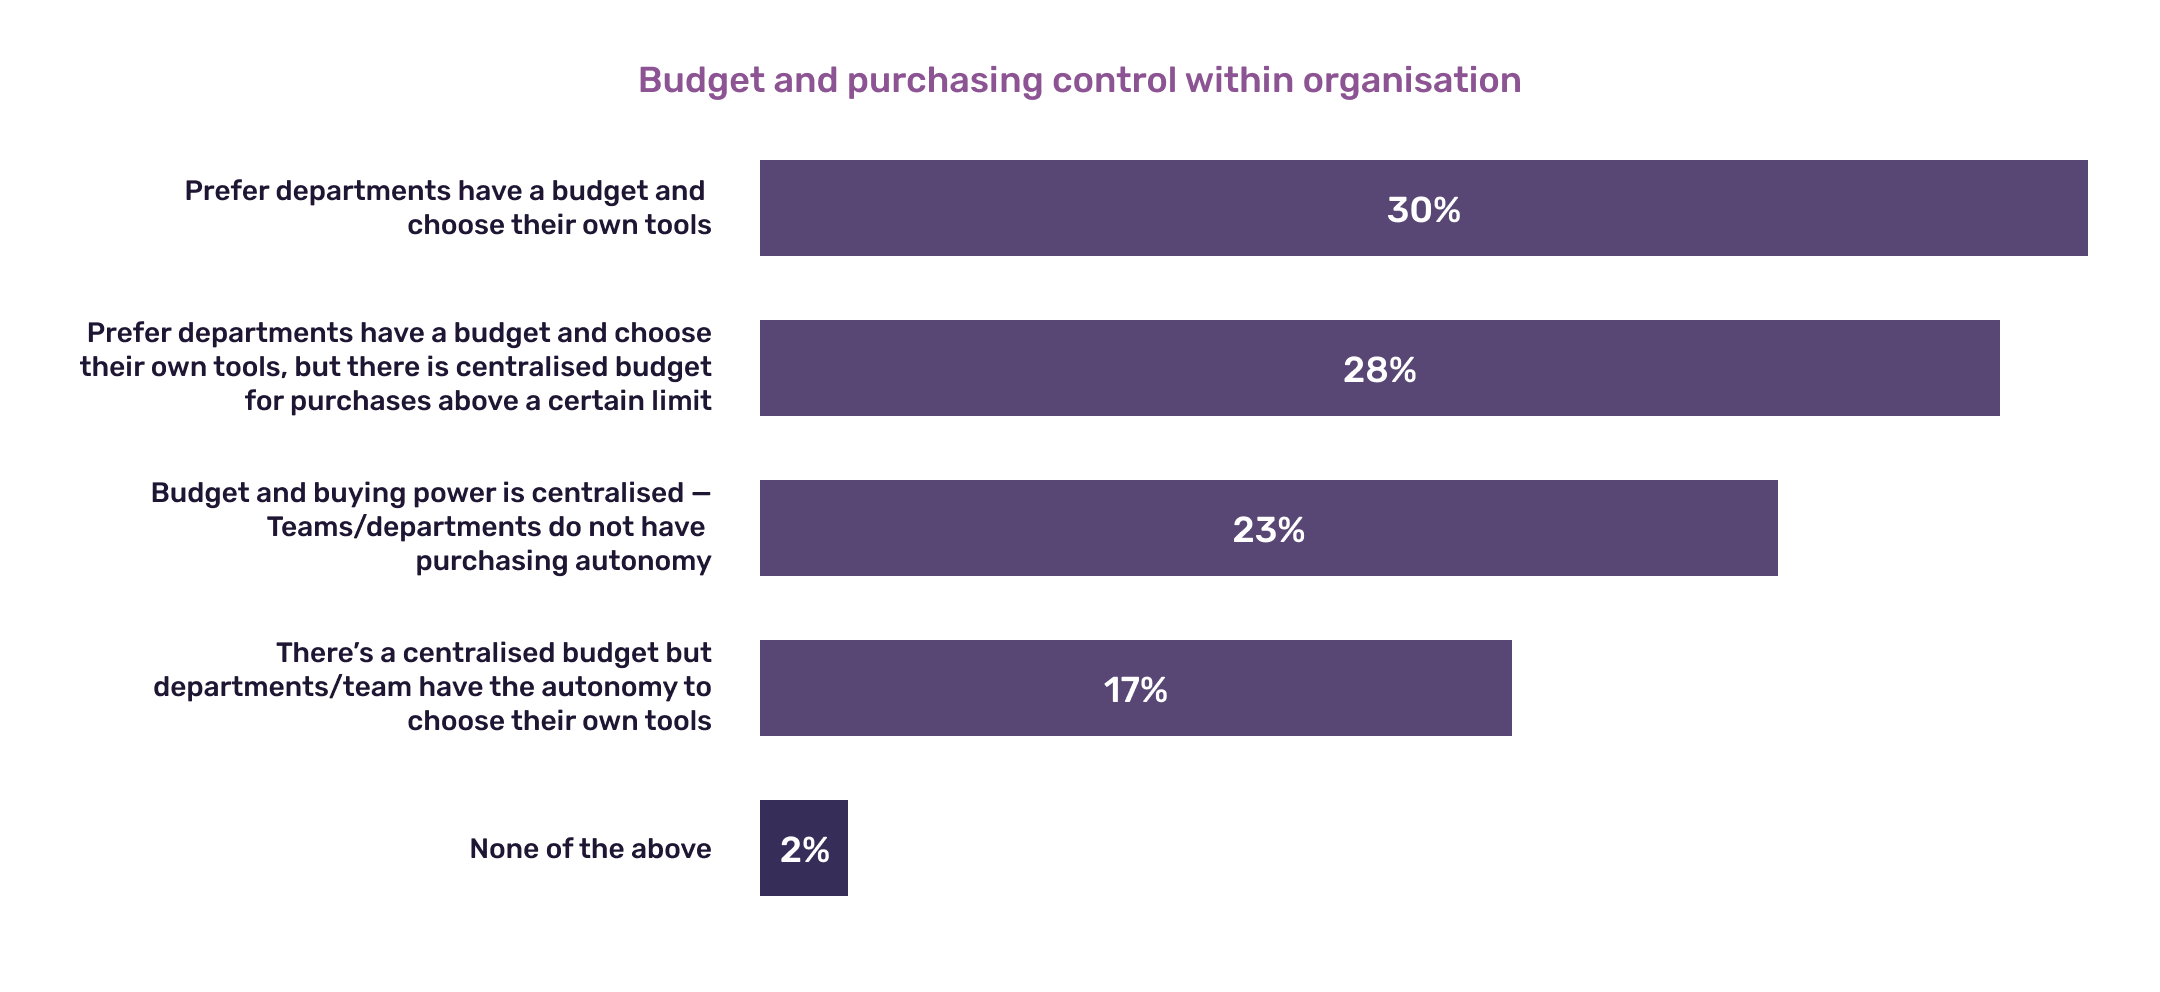 Budget and purchasing control within organisation
Prefer departments have a budget and
choose their own tools
30%
Prefer departments have a budget and choose
their own tools, but there is centralised budget
for purchases above a certain limit
28%
Budget and buying power is centralised —
Teams/departments do not have
purchasing autonomy
23%
There’s a centralised budget but
departments/team have the autonomy to
choose their own tools
17%
None of the above
2%